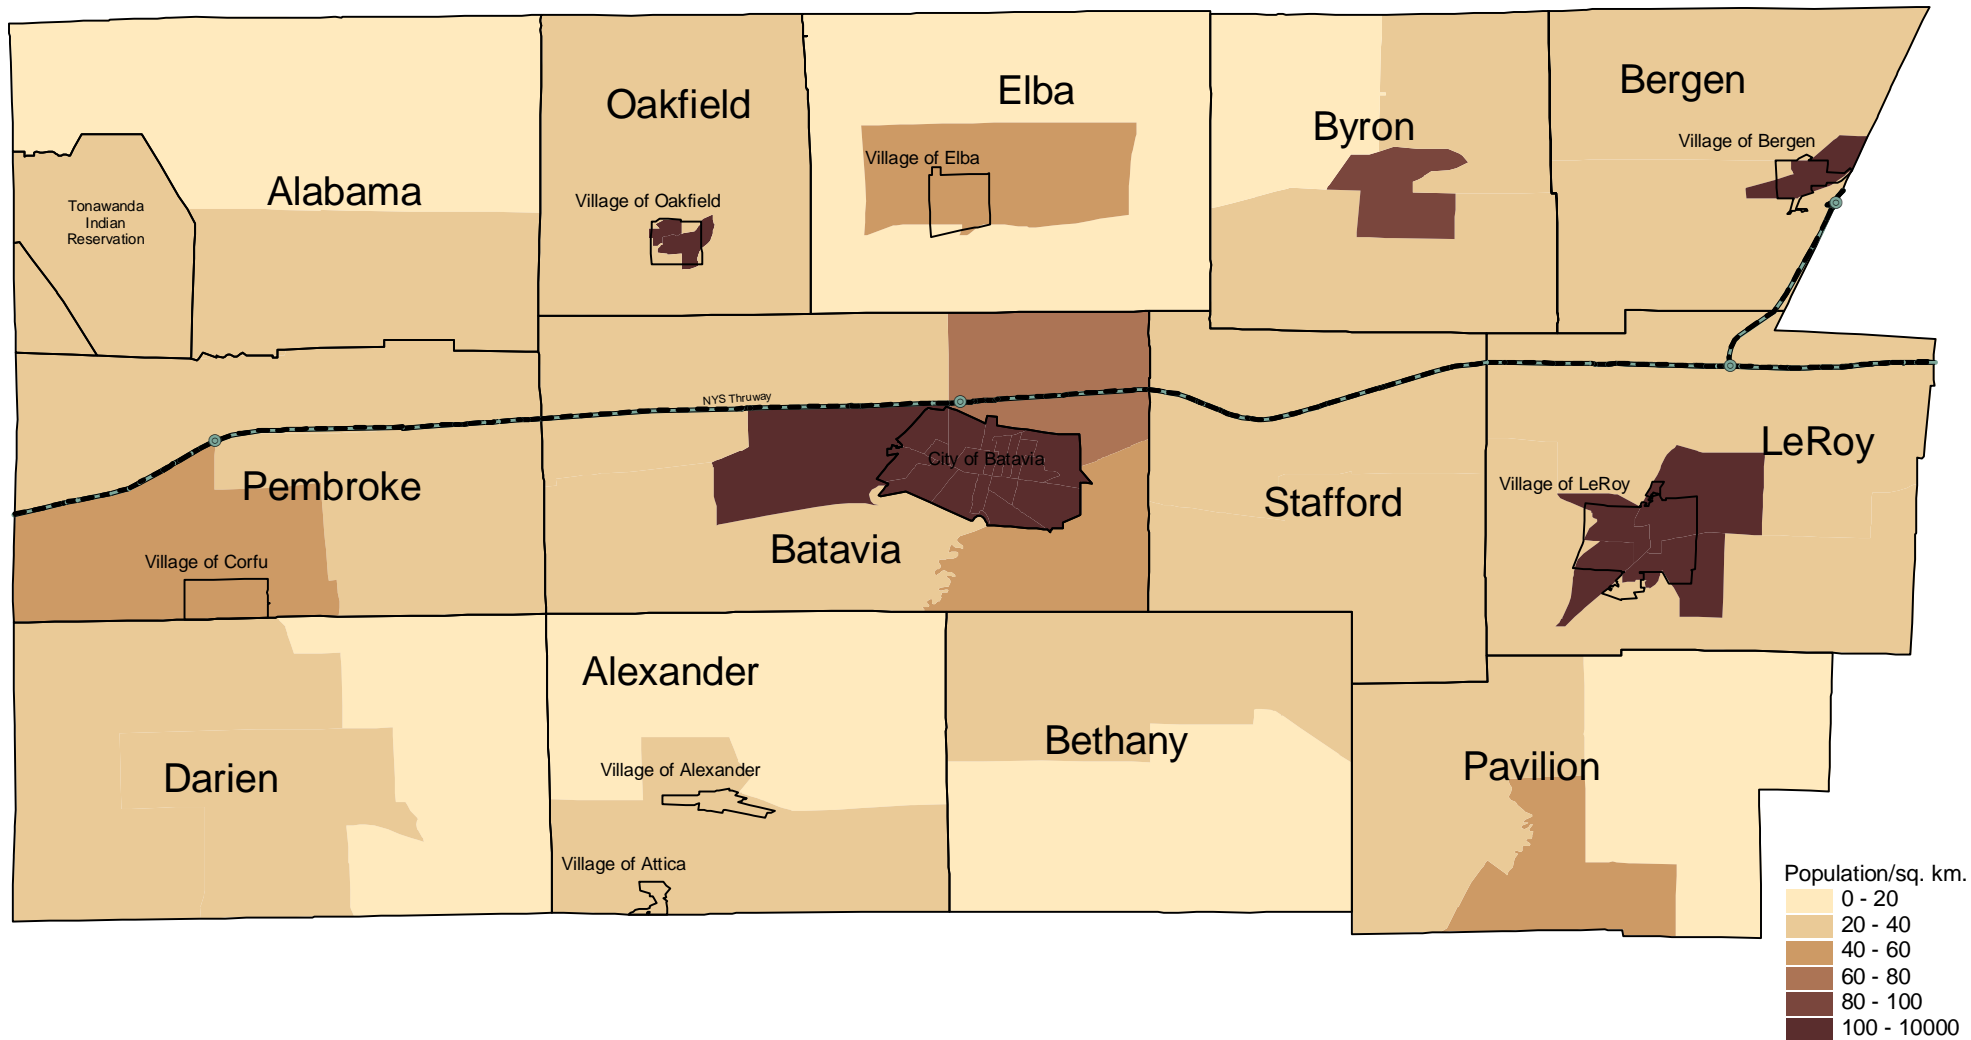 Bergen
Elba
Oakfield
Byron
Village of Bergen
Village of Elba
Alabama
Village of Oakfield
Tonawanda
Indian
Reservation
NYS Thruway
LeRoy
City of Batavia
Pembroke
Village of LeRoy
Stafford
Batavia
Village of Corfu
Alexander
Bethany
Pavilion
Village of Alexander
Darien
Village of Attica
Population/sq. km.
0 - 20
20 - 40
40 - 60
60 - 80
80 - 100
100 - 10000